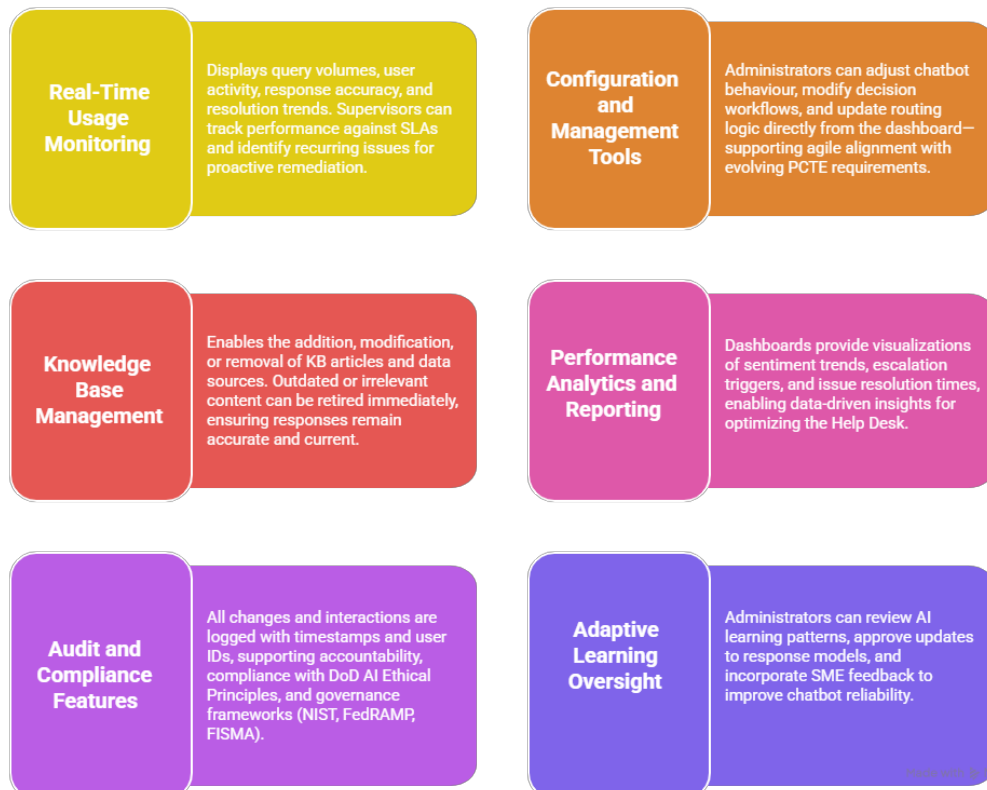 Real-Time
Usage
Monitoring
Displays query volumes, user
activity, response accuracy, and
resolution trends. Supervisors can
track performance against SLAs
and identify recurring issues for
proactive remediation.
Configuration
and
Management
Tools
Administrators can adjust chatbot
behaviour, modify decision
workflows, and update routing
logic directly from the dashboard—
supporting agile alignment with
evolving PCTE requirements.
Knowledge
Base
Management
Enables the addition, modification,
or removal of KB articles and data
sources. Outdated or irrelevant
content can be retired immediately,
ensuring responses remain
accurate and current.
Performance
Analytics and
Reporting
Dashboards provide visualizations
of sentiment trends, escalation
triggers, and issue resolution times,
enabling data-driven insights for
optimizing the Help Desk.
Audit and
Compliance
Features
All changes and interactions are
logged with timestamps and user
IDs, supporting accountability,
compliance with DoD AI Ethical
Principles, and governance
frameworks (NIST, FedRAMP,
FISMA).
Adaptive
Learning
Oversight
Administrators can review AI
learning patterns, approve updates
to response models, and
incorporate SME feedback to
improve chatbot reliability.